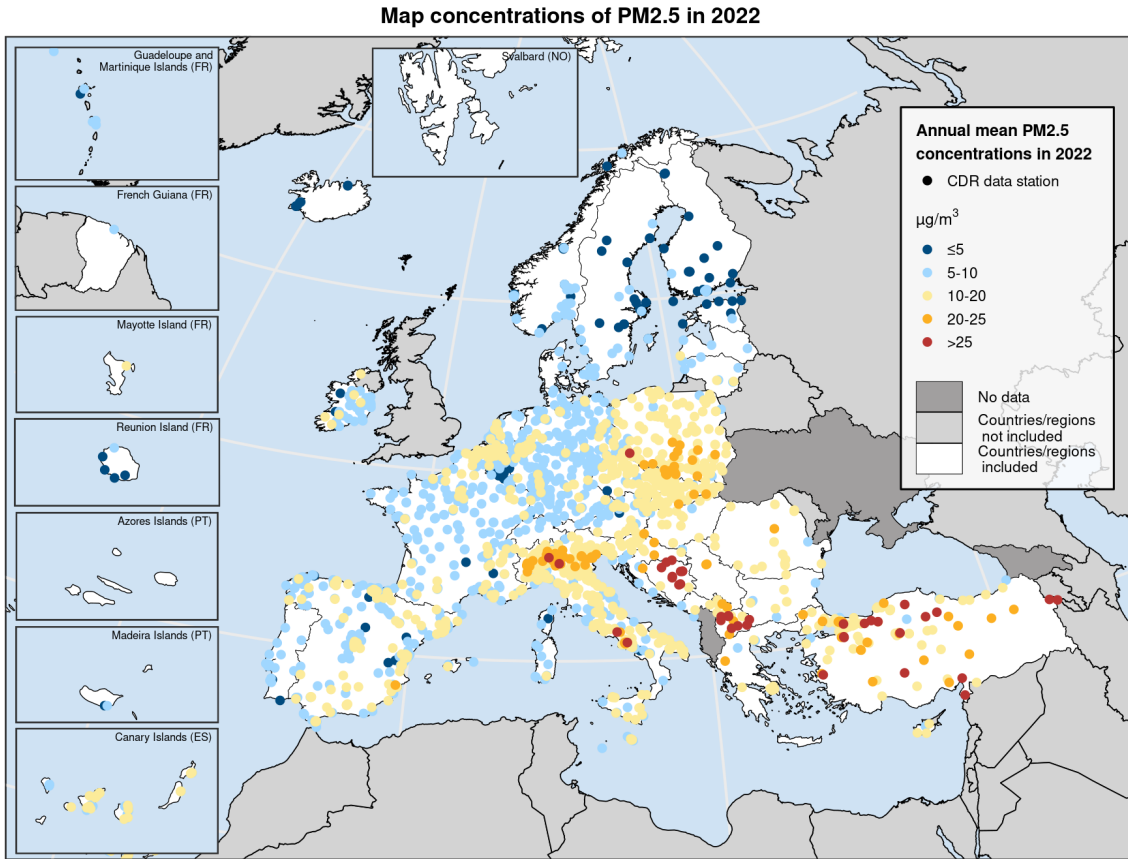 Map concentrations of PM2.5 in 2022
Guadeloupe and
Martinique Islands (FR)
Svalbard (NO)
French Guiana (FR)
Mayotte Island (FR)
Reunion Island (FR)
Azores Islands (PT)
Madeira Islands (PT)
Canary Islands (ES)
Annual mean PM2.5
concentrations in 2022
CDR data station
µg/m³
≤5
5-10
10-20
20-25
>25
No data
Countries/regions
not included
Countries/regions
included